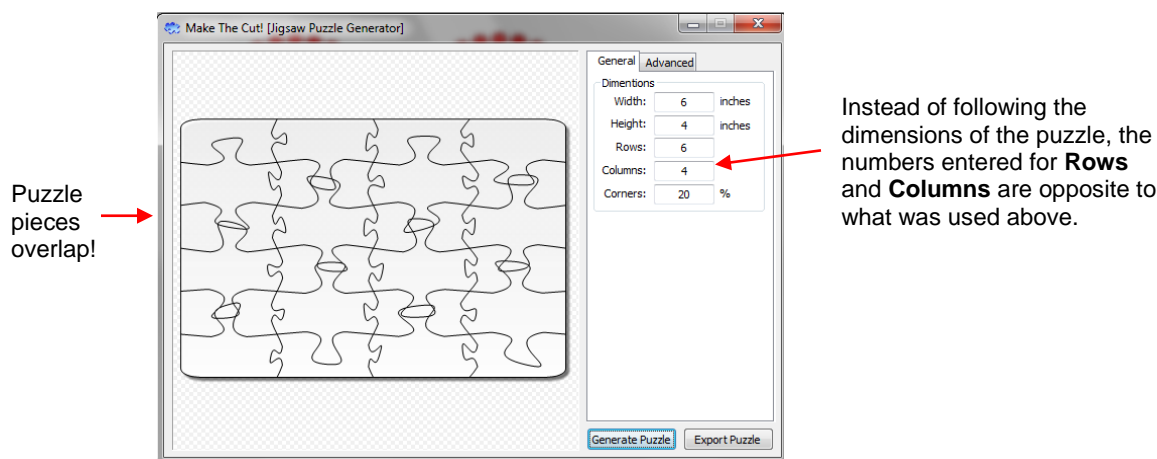 Make The Cut! [Jigsaw Puzzle Generator]
General Advanced
Dimentions
Width: 6 inches
Height: 4 inches
Rows: 6
Columns: 4
Corners: 20 %
Generate Puzzle Export Puzzle
Puzzle
pieces
overlap!
Instead of following the
dimensions of the puzzle, the
numbers entered for Rows
and Columns are opposite to
what was used above.